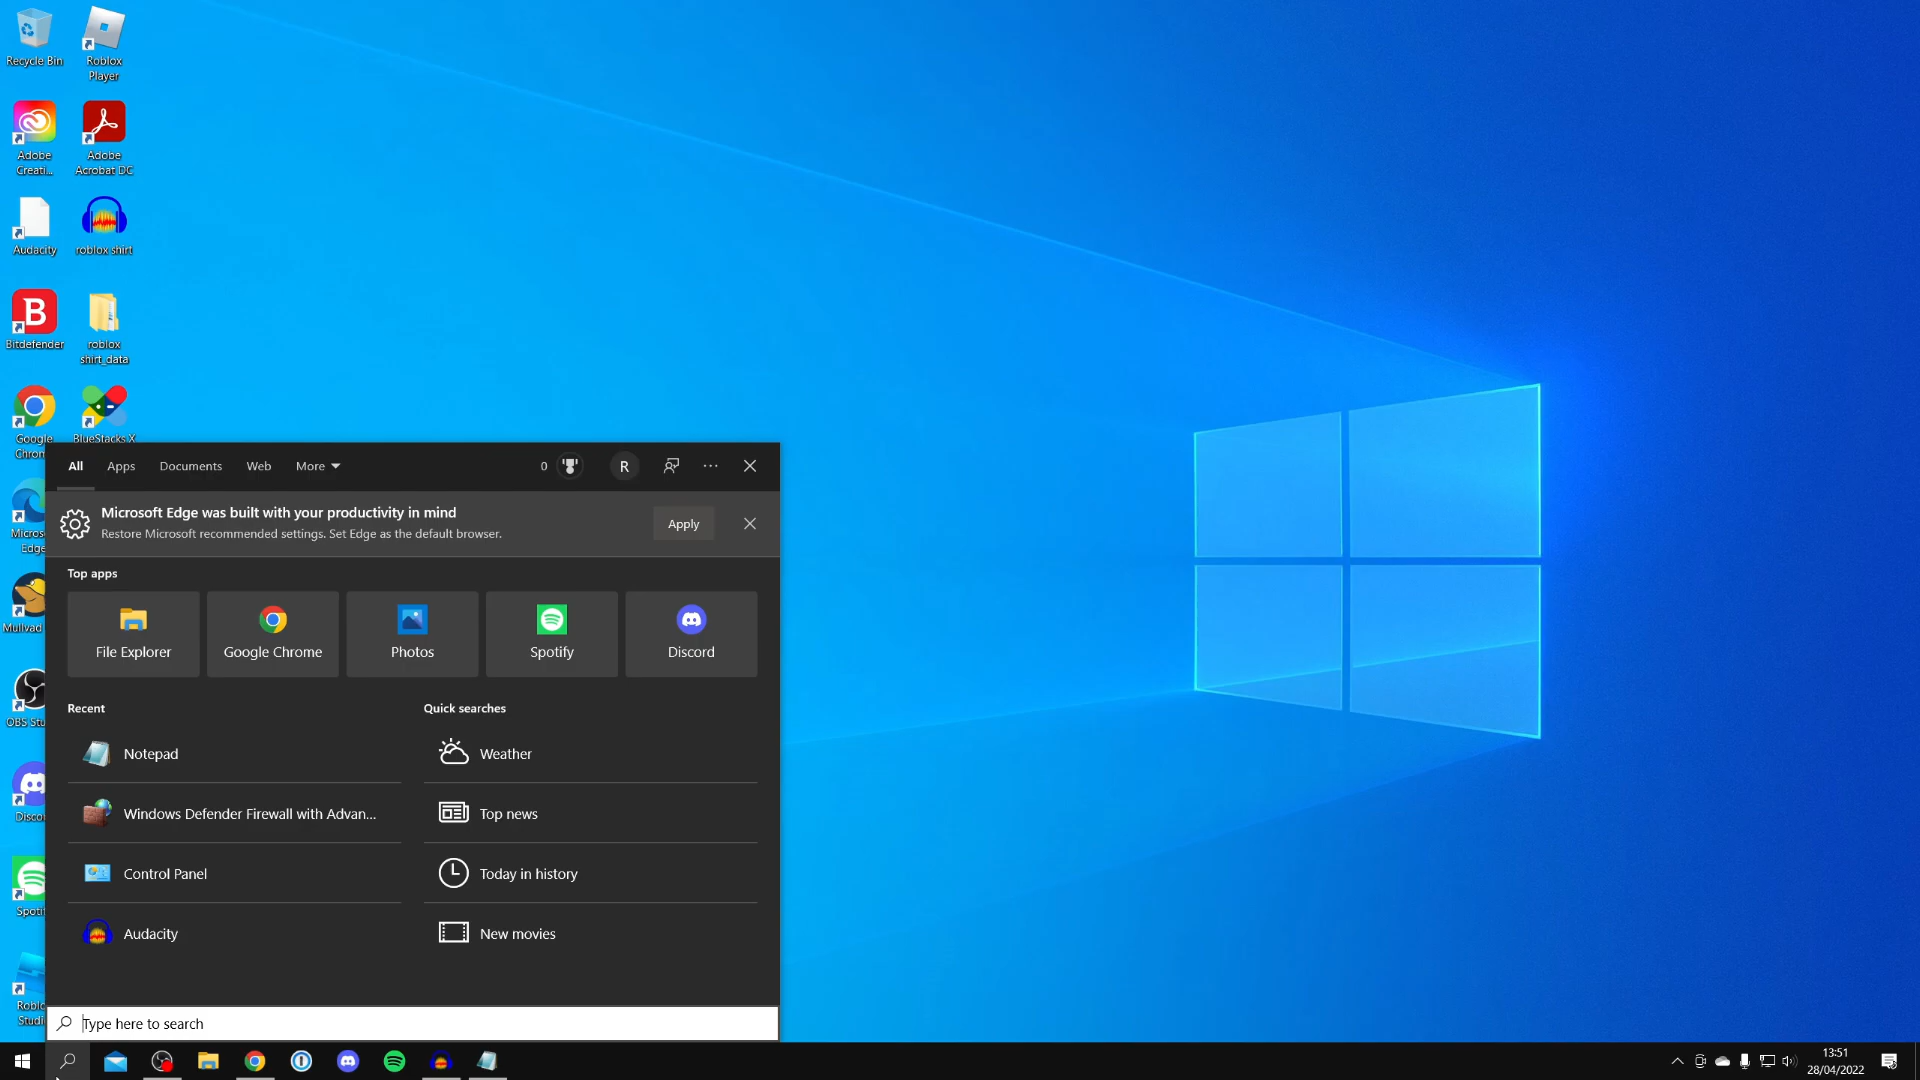 Recycle Bin
Roblox
Player
Adobe
Creati...
Adobe
Acrobat DC
Audacity
roblox shirt
Bitdefender
roblox
shirt_data
Google
Chrom
BlueStacks X
Micros
Edge
Mullvad
OBS Stu
Disco
Spoti
Roblo
Studi
All
Apps
Documents
Web
More
0
R
Microsoft Edge was built with your productivity in mind
Restore Microsoft recommended settings. Set Edge as the default browser.
Apply
Top apps
File Explorer
Google Chrome
Photos
Spotify
Discord
Recent
Quick searches
Notepad
Weather
Windows Defender Firewall with Advan...
Top news
Control Panel
Today in history
Audacity
New movies
Type here to search
13:51
28/04/2022